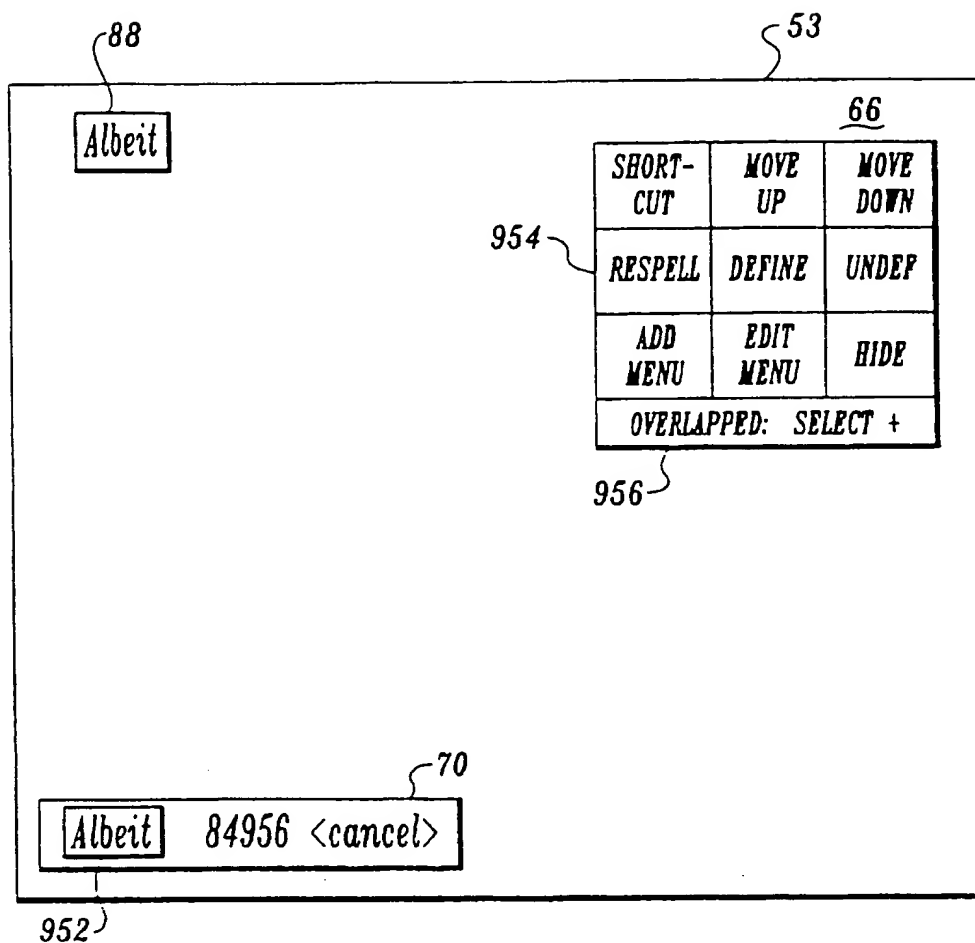 88
53
Albeit
66
SHORT-
CUT
MOVE
UP
MOVE
DOWN
954
RESPELL
DEFINE
UNDEF
ADD
MENU
EDIT
MENU
HIDE
OVERLAPPED: SELECT +
956
70
Albeit 84956 <cancel>
952